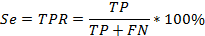 Se = TPR = TP / (TP + FN) * 100%